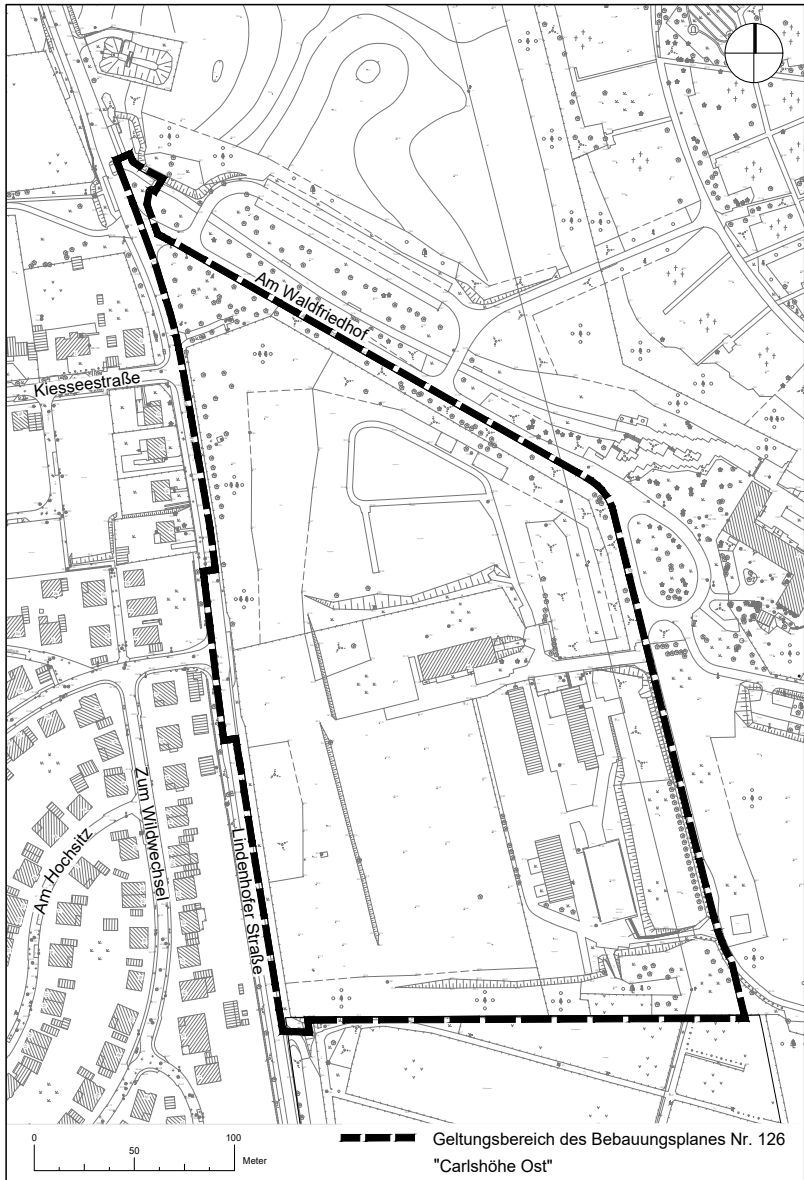 Am Waldfriedhof
Kiesseestraße
Zum Wildwechsel
Am Hochsitz
Lindenhofer Straße
0 50 100
Meter
Geltungsbereich des Bebauungsplanes Nr. 126
"Carlshöhe Ost"